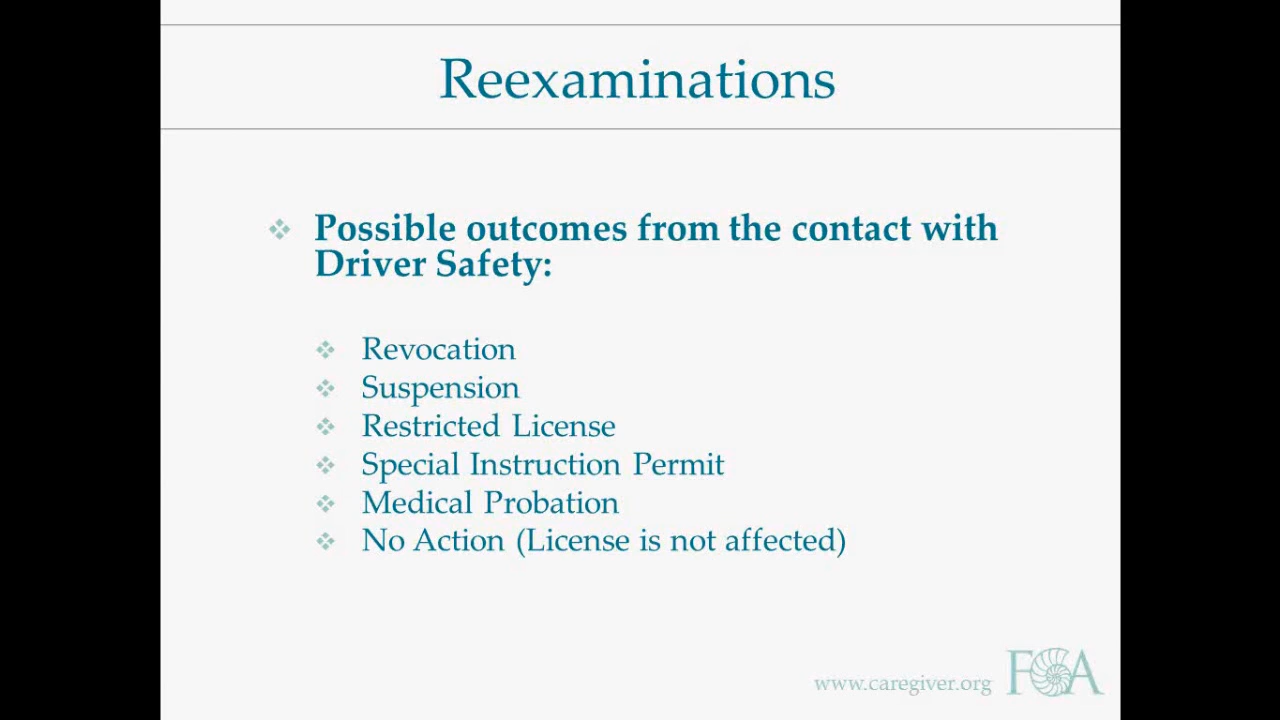 Reexaminations
Possible outcomes from the contact with
Driver Safety:
Revocation
Suspension
Restricted License
Special Instruction Permit
Medical Probation
No Action (License is not affected)
www.caregiver.org FCA